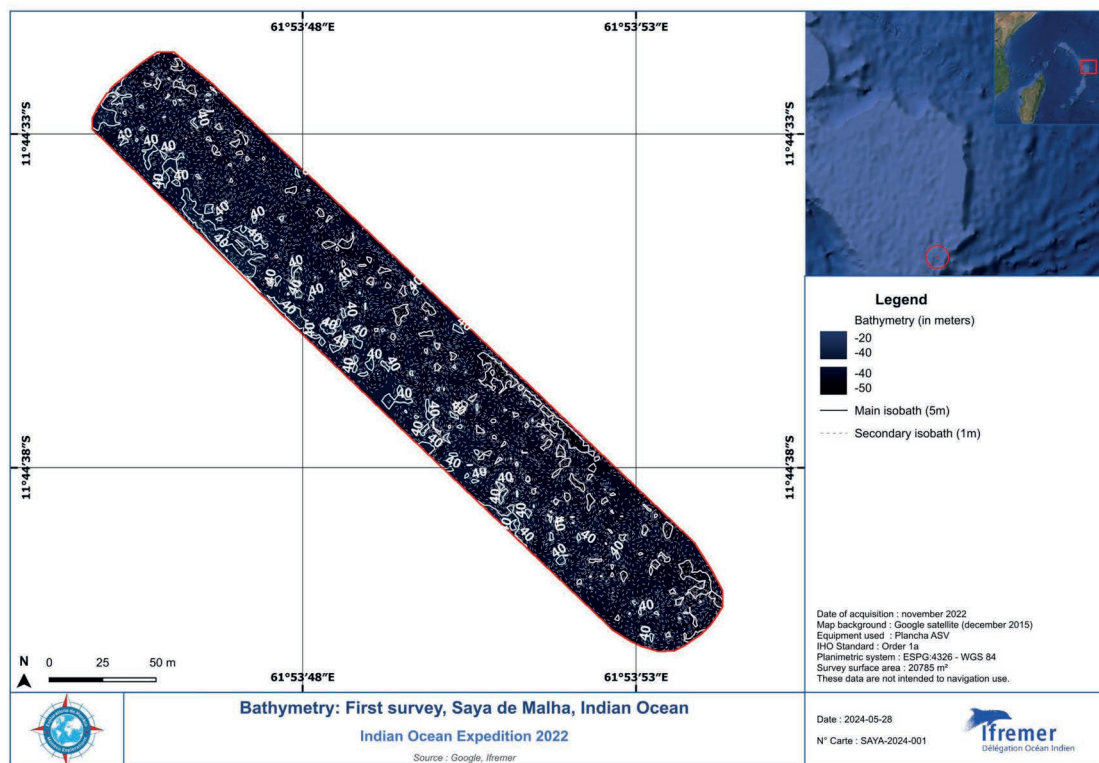 61°53'48"E
61°53'53"E
11°44'33"S
11°44'33"S
11°44'38"S
11°44'38"S
40
N
0 25 50 m
61°53'48"E
61°53'53"E
Legend
Bathymetry (in meters)
-20
-40
-40
-50
Main isobath (5m)
Secondary isobath (1m)
Date of acquisition : november 2022
Map background : Google satellite (december 2015)
Equipment used : Plancha ASV
IHO Standard : Order 1a
Planimetric system : ESPG:4326 - WGS 84
Survey surface area : 20785 m²
These data are not intended to navigation use.
Bathymetry: First survey, Saya de Malha, Indian Ocean
Indian Ocean Expedition 2022
Source : Google, Ifremer
Date : 2024-05-28
N° Carte : SAYA-2024-001
Ifremer
Délégation Océan Indien